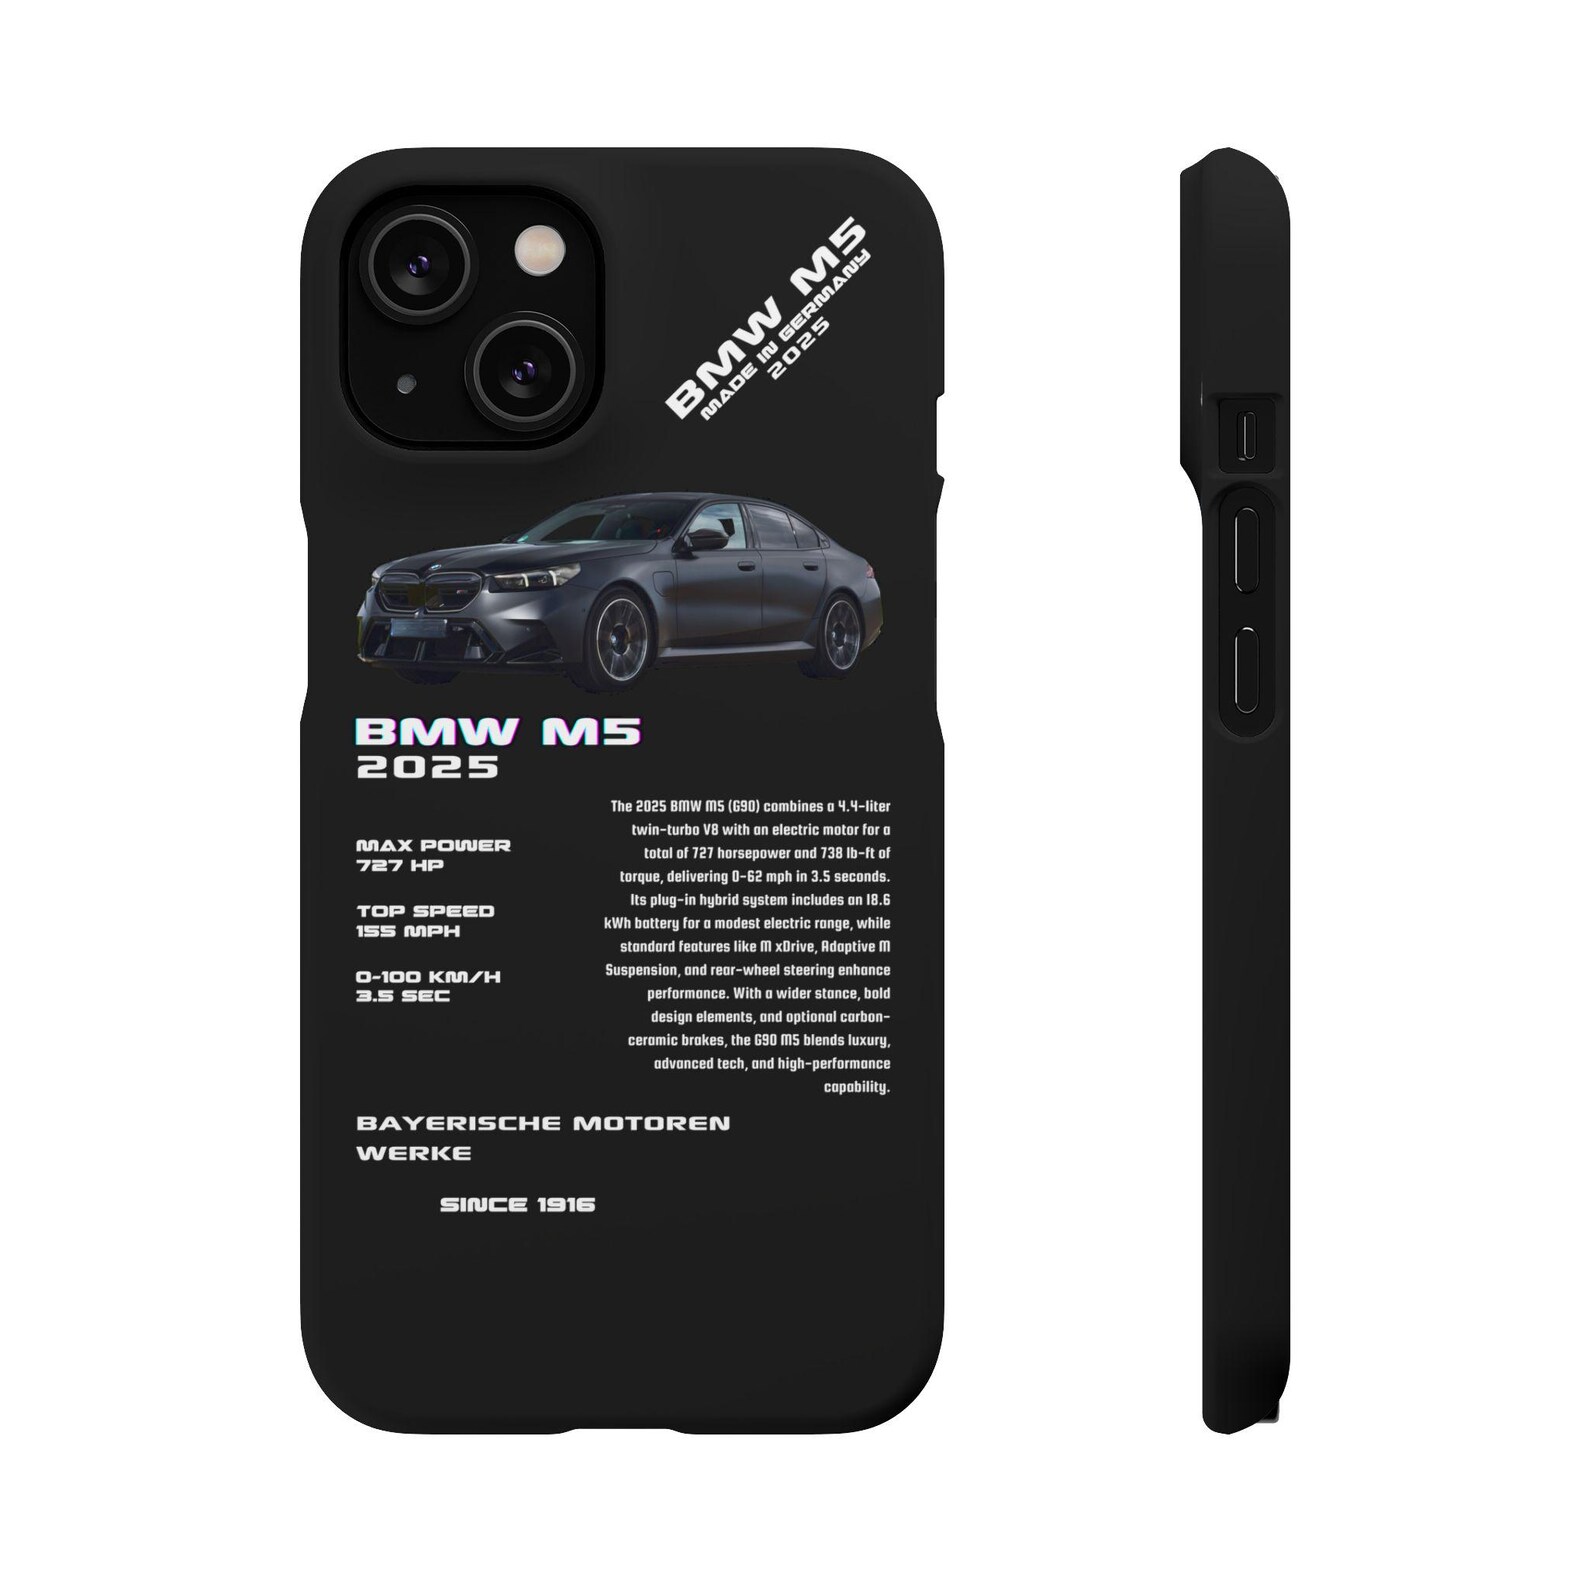 BMW M5
MADE IN GERMANY
2025
BMW M5
2025
MAX POWER
727 HP
TOP SPEED
155 MPH
0-100 KM/H
3.5 SEC
The 2025 BMW M5 (G90) combines a 4.4-liter
twin-turbo V8 with an electric motor for a
total of 727 horsepower and 738 lb-ft of
torque, delivering 0-62 mph in 3.5 seconds.
Its plug-in hybrid system includes an 18.6
kWh battery for a modest electric range, while
standard features like M xDrive, Adaptive M
Suspension, and rear-wheel steering enhance
performance. With a wider stance, bold
design elements, and optional carbon-
ceramic brakes, the G90 M5 blends luxury,
advanced tech, and high-performance
capability.
BAYERISCHE MOTOREN
WERKE
SINCE 1916